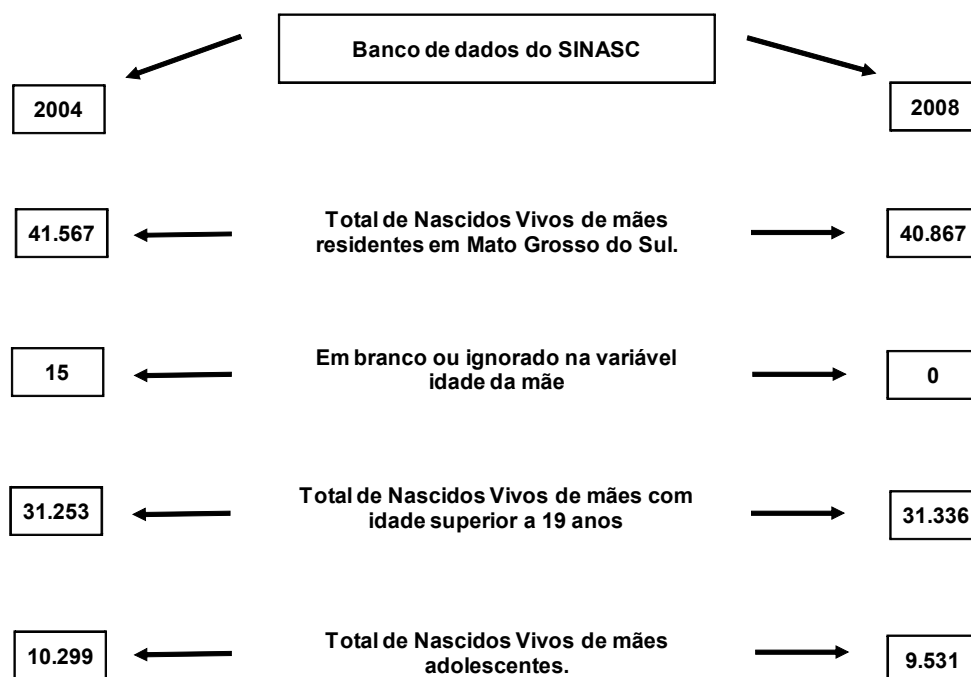 Banco de dados do SINASC
2004
2008
41.567
Total de Nascidos Vivos de mães
residentes em Mato Grosso do Sul.
40.867
15
Em branco ou ignorado na variável
idade da mãe
0
31.253
Total de Nascidos Vivos de mães com
idade superior a 19 anos
31.336
10.299
Total de Nascidos Vivos de mães
adolescentes.
9.531